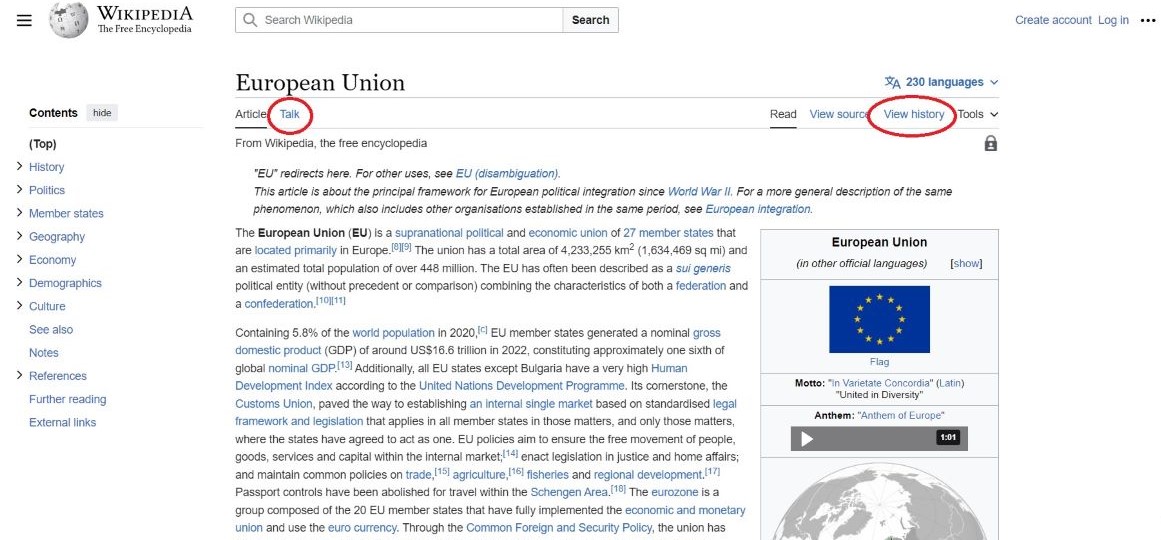 WIKIPEDIA
The Free Encyclopedia
Search Wikipedia
Search
Create account Log in
European Union
230 languages
Article Talk
Read View source View history Tools
From Wikipedia, the free encyclopedia
Contents hide
(Top)
History
Politics
Member states
Geography
Economy
Demographics
Culture
See also
Notes
References
Further reading
External links
"EU" redirects here. For other uses, see EU (disambiguation).
This article is about the principal framework for European political integration since World War II. For a more general description of the same
phenomenon, which also includes other organisations established in the same period, see European integration.
The European Union (EU) is a supranational political and economic union of 27 member states that
are located primarily in Europe.[8][9] The union has a total area of 4,233,255 km2 (1,634,469 sq mi) and
an estimated total population of over 448 million. The EU has often been described as a sui generis
political entity (without precedent or comparison) combining the characteristics of both a federation and
a confederation.[10][11]
Containing 5.8% of the world population in 2020,[c] EU member states generated a nominal gross
domestic product (GDP) of around US$16.6 trillion in 2022, constituting approximately one sixth of
global nominal GDP.[13] Additionally, all EU states except Bulgaria have a very high Human
Development Index according to the United Nations Development Programme. Its cornerstone, the
Customs Union, paved the way to establishing an internal single market based on standardised legal
framework and legislation that applies in all member states in those matters, and only those matters,
where the states have agreed to act as one. EU policies aim to ensure the free movement of people,
goods, services and capital within the internal market;[14] enact legislation in justice and home affairs;
and maintain common policies on trade,[15] agriculture,[16] fisheries and regional development.[17]
Passport controls have been abolished for travel within the Schengen Area.[18] The eurozone is a
group composed of the 20 EU member states that have fully implemented the economic and monetary
union and use the euro currency. Through the Common Foreign and Security Policy, the union has
European Union
(in other official languages) [show]
Flag
Motto: "In Varietate Concordia" (Latin)
"United in Diversity"
Anthem: "Anthem of Europe"
1:01